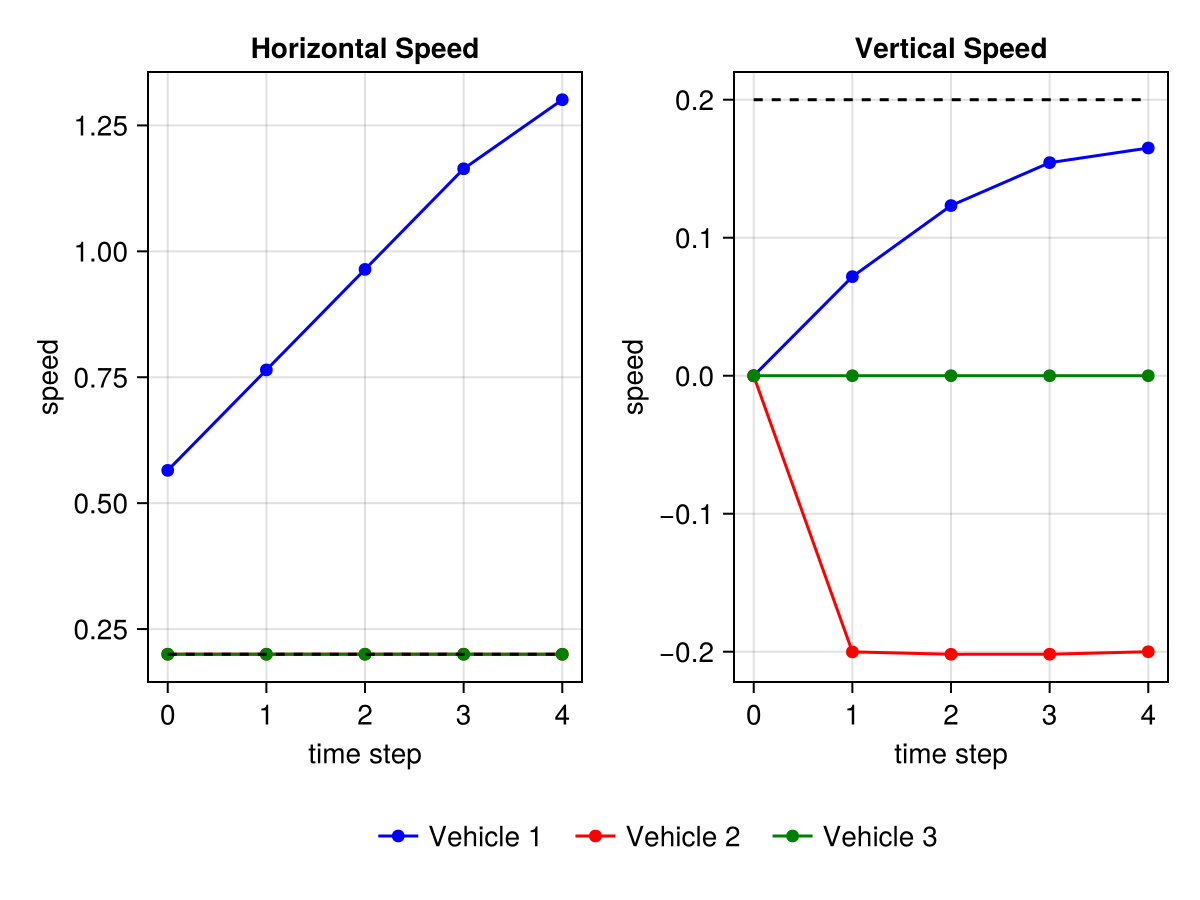 Horizontal Speed
1.25
1.00
0.75
0.50
0.25
speed
0 1 2 3 4
time step
Vertical Speed
0.2
0.1
0.0
−0.1
−0.2
speed
0 1 2 3 4
time step
Vehicle 1 Vehicle 2 Vehicle 3